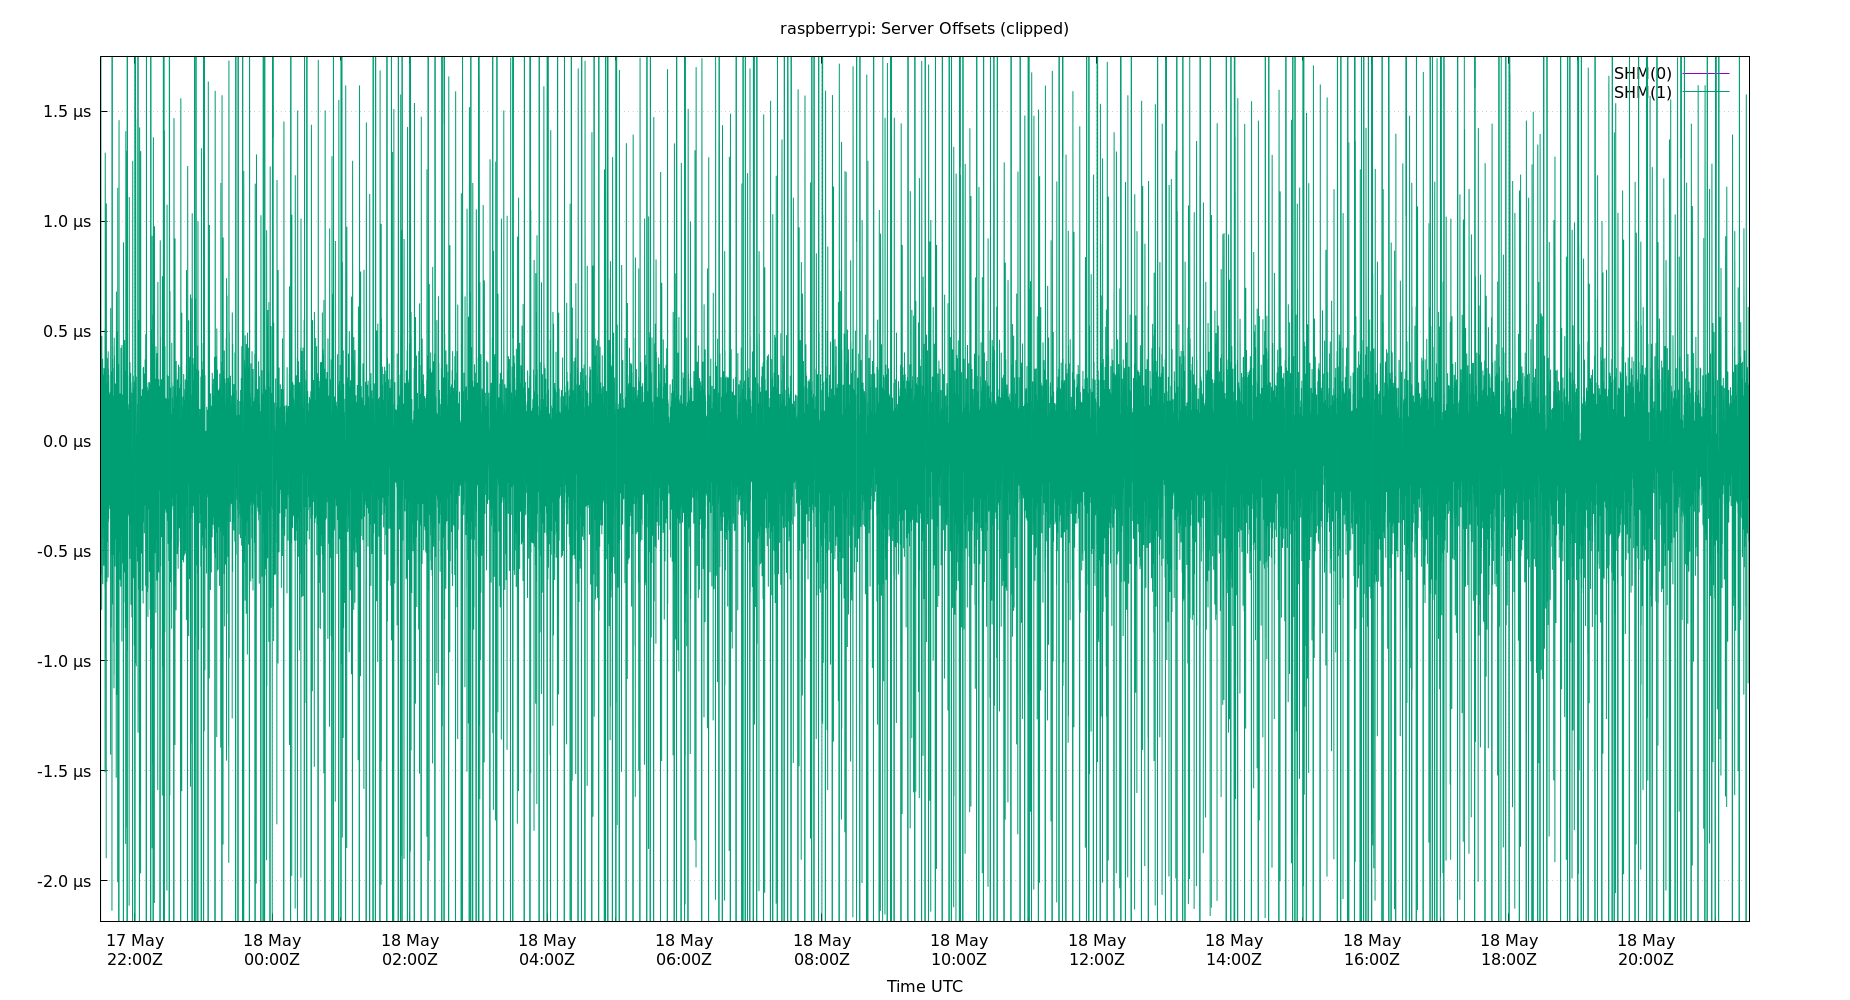 raspberrypi: Server Offsets (clipped)
SHM(0)
SHM(1)
1.5 µs
1.0 µs
0.5 µs
0.0 µs
-0.5 µs
-1.0 µs
-1.5 µs
-2.0 µs
17 May 18 May 18 May 18 May 18 May 18 May 18 May 18 May 18 May 18 May 18 May 18 May
22:00Z 00:00Z 02:00Z 04:00Z 06:00Z 08:00Z 10:00Z 12:00Z 14:00Z 16:00Z 18:00Z 20:00Z
Time UTC